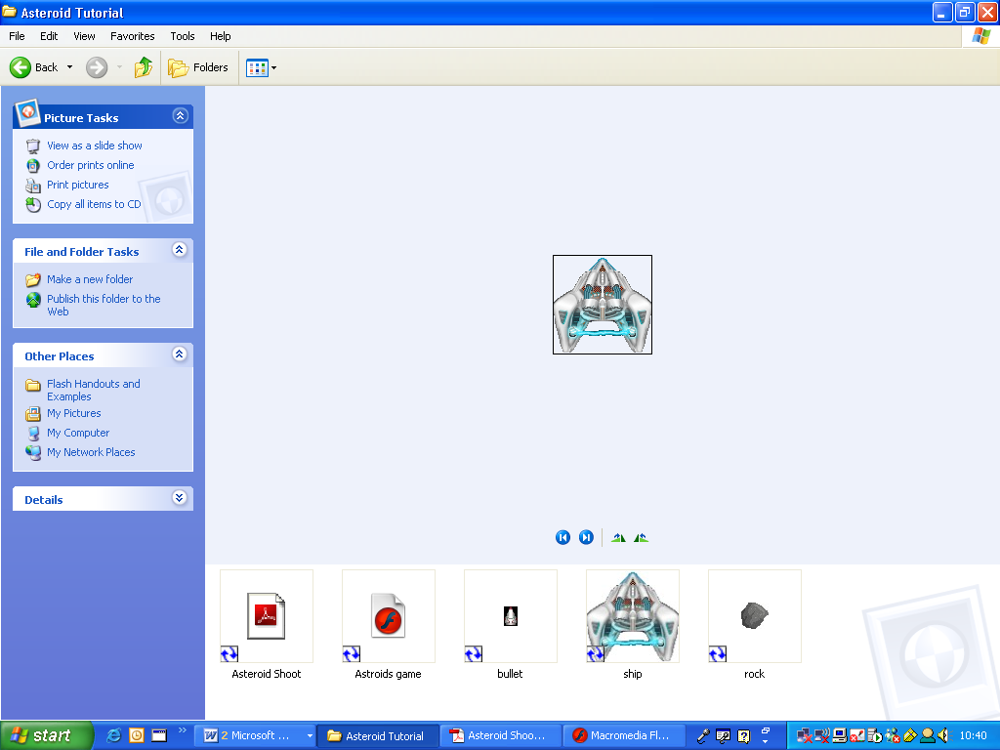 Asteroid Tutorial
File Edit View Favorites Tools Help
Back Folders
Picture Tasks
View as a slide show
Order prints online
Print pictures
Copy all items to CD
File and Folder Tasks
Make a new folder
Publish this folder to the
Web
Other Places
Flash Handouts and
Examples
My Pictures
My Computer
My Network Places
Details
Asteroid Shoot Astroids game bullet ship rock
start 2 Microsoft ... Asteroid Tutorial Asteroid Shoo... Macromedia Fl... 10:40